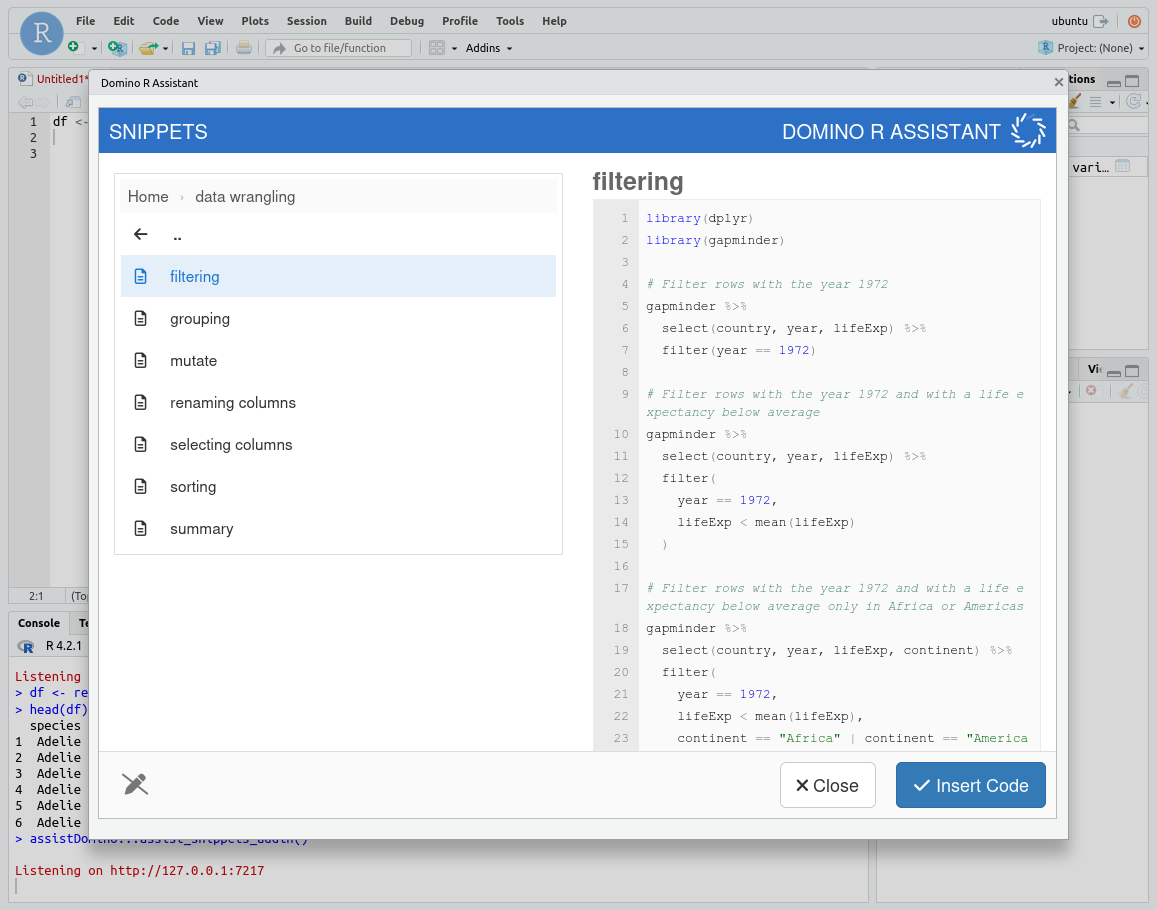 File Edit Code View Plots Session Build Debug Profile Tools Help
ubuntu
R
Go to file/function
Addins
Project: (None)
Untitled1*
Domino R Assistant
SNIPPETS
DOMINO R ASSISTANT
1 df <-
2
3
Home › data wrangling
..
filtering
grouping
mutate
renaming columns
selecting columns
sorting
summary
filtering
1 library(dplyr)
2 library(gapminder)
3
4 # Filter rows with the year 1972
5 gapminder %>%
6 select(country, year, lifeExp) %>%
7 filter(year == 1972)
8
9 # Filter rows with the year 1972 and with a life e
xpectancy below average
10 gapminder %>%
11 select(country, year, lifeExp) %>%
12 filter(
13 year == 1972,
14 lifeExp < mean(lifeExp)
15 )
16
17 # Filter rows with the year 1972 and with a life e
xpectancy below average only in Africa or Americas
18 gapminder %>%
19 select(country, year, lifeExp, continent) %>%
20 filter(
21 year == 1972,
22 lifeExp < mean(lifeExp),
23 continent == "Africa" | continent == "America
Close
Insert Code
tions
vari...
2:1
Console
R 4.2.1
Listening
> df <- re
> head(df)
species
1 Adelie
2 Adelie
3 Adelie
4 Adelie
5 Adelie
6 Adelie
Listening on http://127.0.0.1:7217